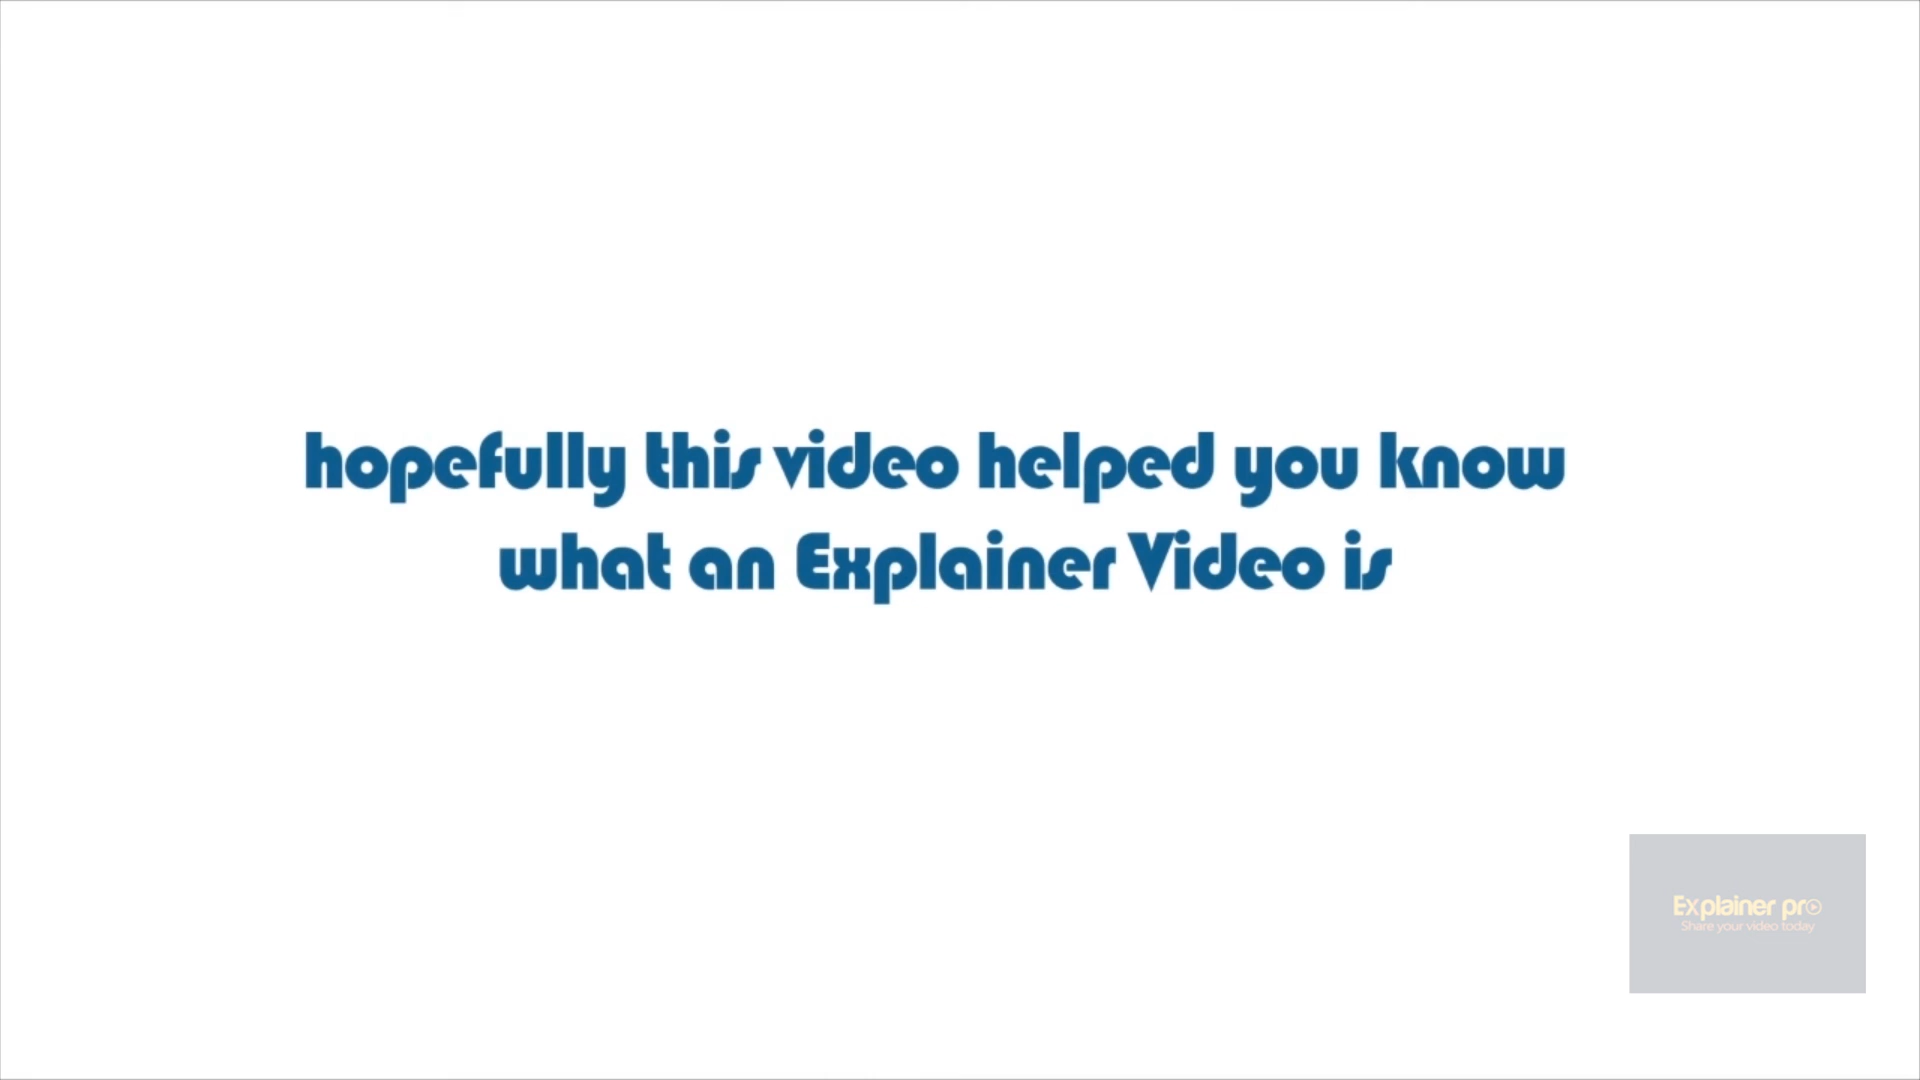 hopefully this video helped you know
what an Explainer Video is
Explainer pro
Share your video today